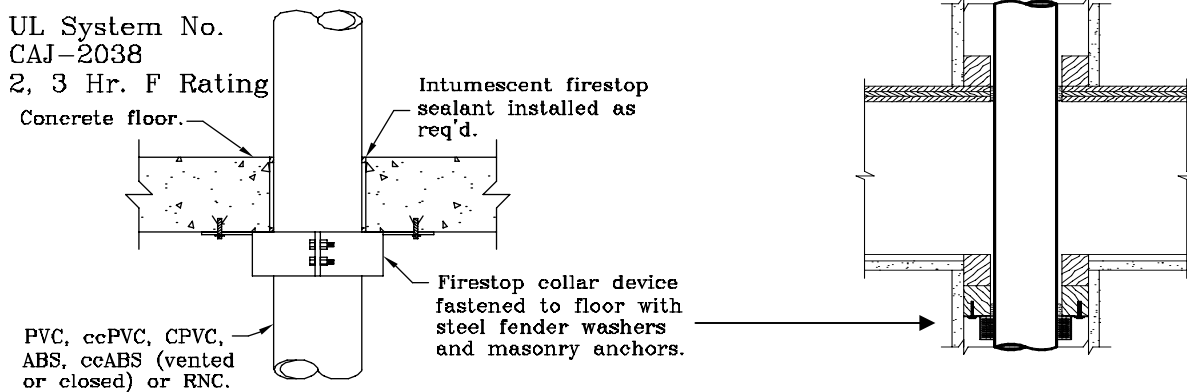 UL System No.
CAJ-2038
2, 3 Hr. F Rating
Concrete floor.
Intumescent firestop
sealant installed as
req'd.
Firestop collar device
fastened to floor with
steel fender washers
and masonry anchors.
PVC, ccPVC, CPVC,
ABS, ccABS (vented
or closed) or RNC.